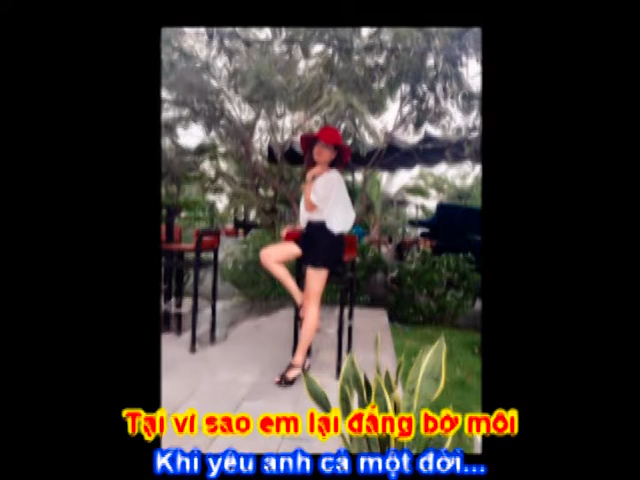 Tại vì sao em lại đắng bờ môi
Khi yêu anh cả một đời...